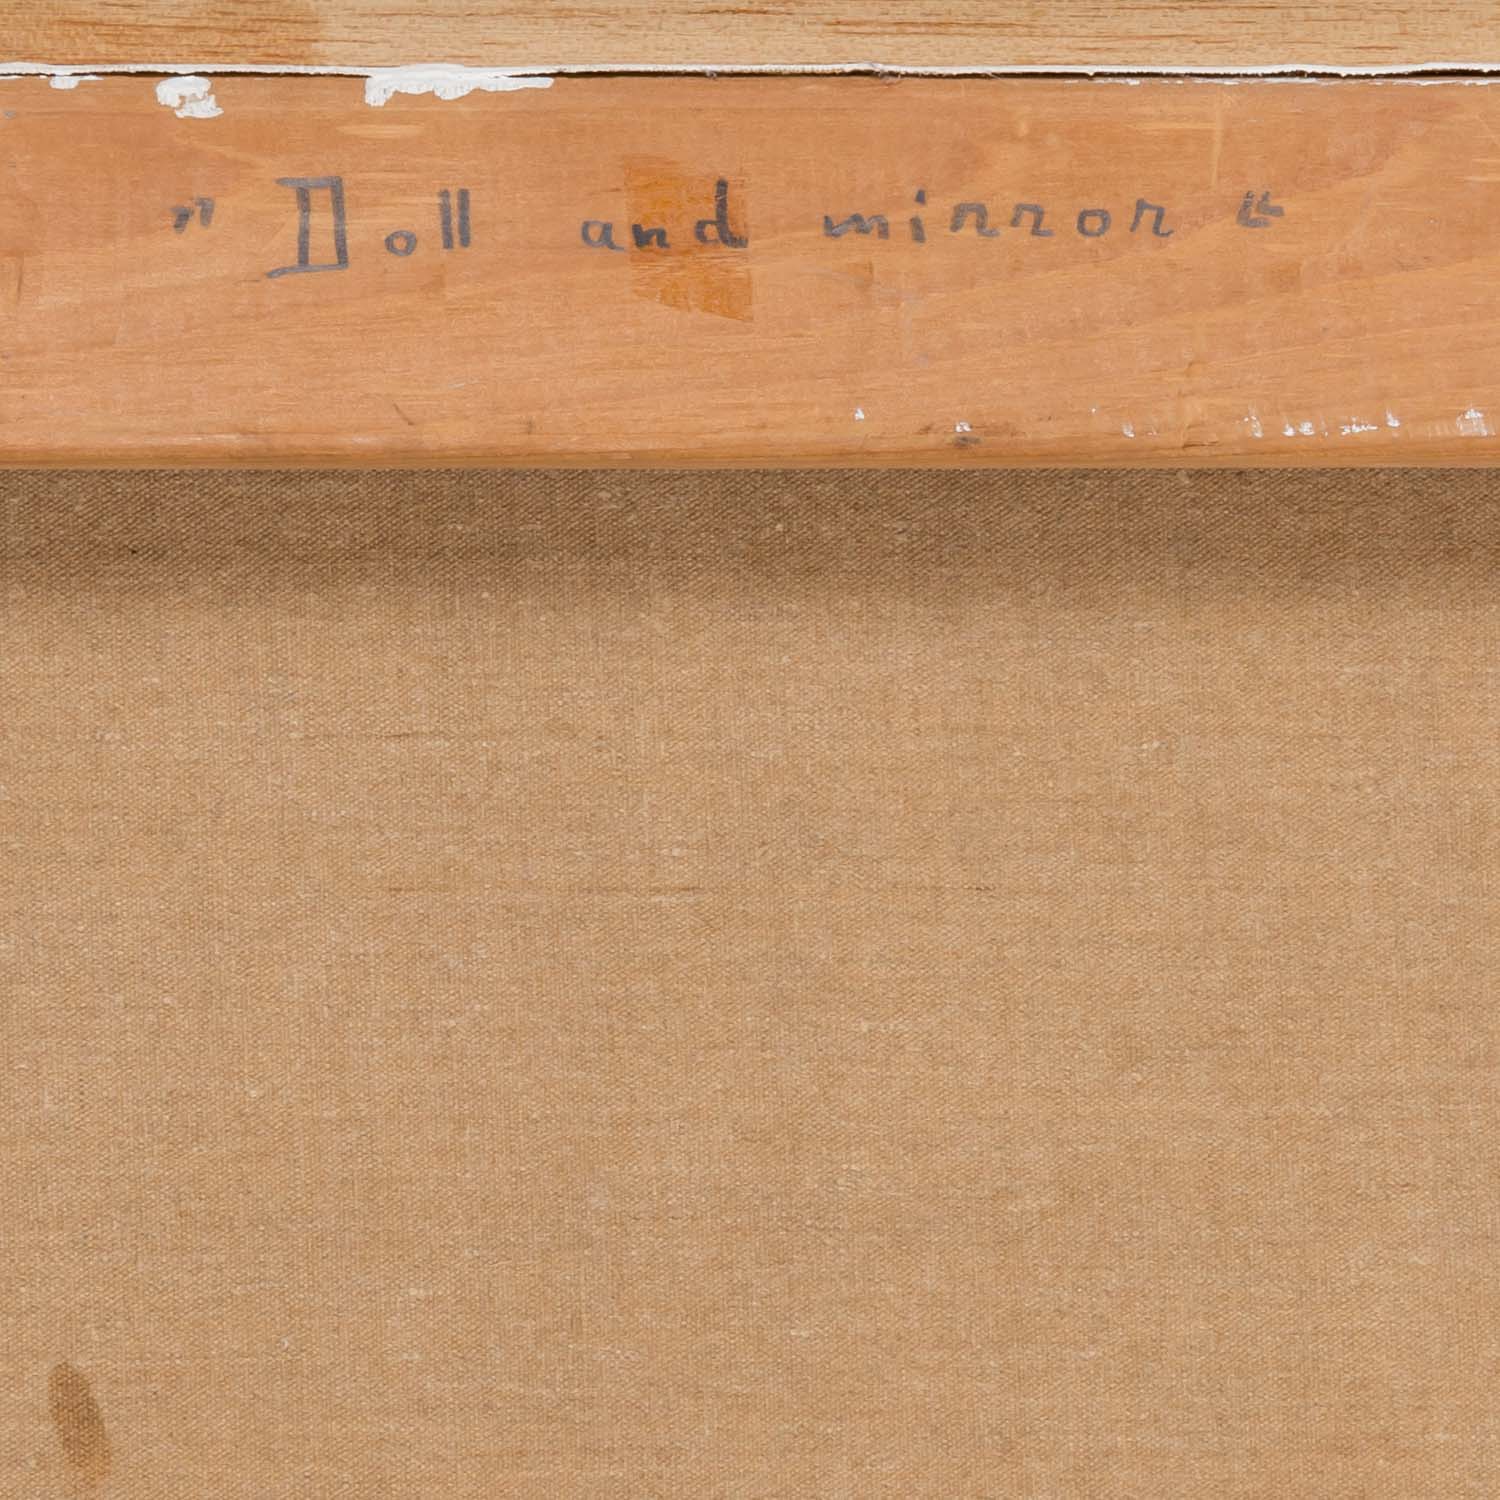 " Doll and mirror "